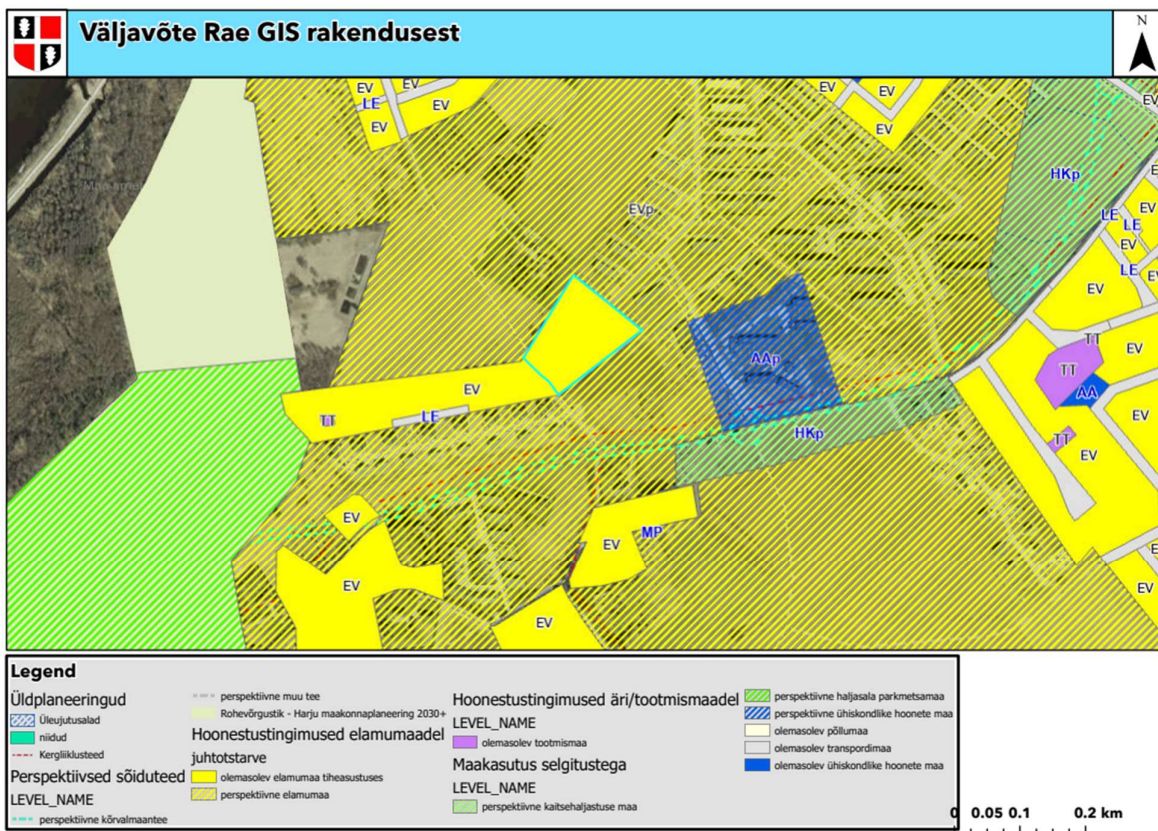 Väljavõte Rae GIS rakendusest
N
EV
EV
LE
EV
EV
EV
EV
EV
EV
HKp
EVp
LE
EV
LE
EV
LE
EV
EV
TT
EV
TT
AAp
AA
EV
EV
TT
LE
HKp
TT
EV
EV
MP
EV
EV
EV
EV
Legend
Üldplaneeringud
Üleujutusalad
niidud
Kergliiklusteed
Perspektiivsed sõiduteed
LEVEL_NAME
perspektiivne kõrvalmaantee
perspektiivne muu tee
Rohevõrgustik - Harju maakonnaplaneering 2030+
Hoonestustingimused elamumaadel
juhtotstarve
olemasolev elamumaa tiheasustuses
perspektiivne elamumaa
Hoonestustingimused äri/tootmismaadel
LEVEL_NAME
olemasolev tootmismaa
Maakasutus selgitustega
LEVEL_NAME
perspektiivne kaitsehaljastuse maa
perspektiivne haljasala parkmetsamaa
perspektiivne ühiskondlike hoonete maa
olemasolev põllumaa
olemasolev transpordimaa
olemasolev ühiskondlike hoonete maa
0 0.05 0.1 0.2 km